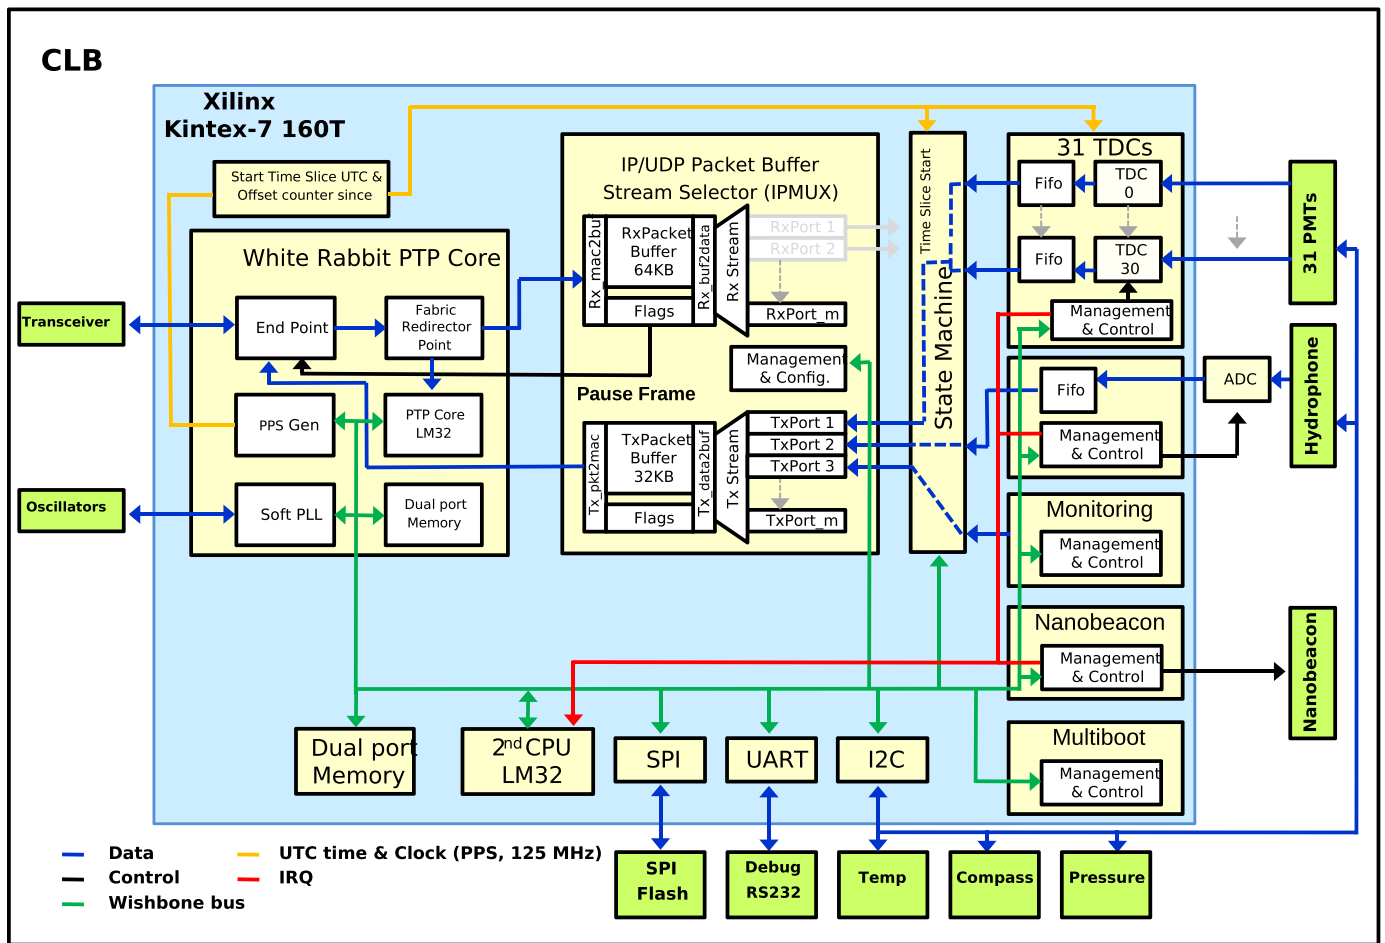 CLB
Xilinx
Kintex-7 160T
Start Time Slice UTC &
Offset counter since
White Rabbit PTP Core
End Point
Fabric
Redirector
Point
PPS Gen
PTP Core
LM32
Soft PLL
Dual port
Memory
Transceiver
Oscillators
IP/UDP Packet Buffer
Stream Selector (IPMUX)
Rx_mac2buf
RxPacket
Buffer
64KB
Flags
Rx_buf2data
Rx Stream
RxPort 1
RxPort 2
RxPort_m
Management
& Config.
Pause Frame
Tx_pkt2mac
TxPacket
Buffer
32KB
Flags
Tx_data2buf
Tx Stream
TxPort 1
TxPort 2
TxPort 3
TxPort_m
Time Slice Start
State Machine
31 TDCs
Fifo
TDC
0
Fifo
TDC
30
Management
& Control
Fifo
Management
& Control
ADC
Monitoring
Management
& Control
Nanobeacon
Management
& Control
Multiboot
Management
& Control
31 PMTs
Hydrophone
Nanobeacon
Dual port
Memory
2nd CPU
LM32
SPI
UART
I2C
SPI
Flash
Debug
RS232
Temp
Compass
Pressure
Data
Control
Wishbone bus
UTC time & Clock (PPS, 125 MHz)
IRQ